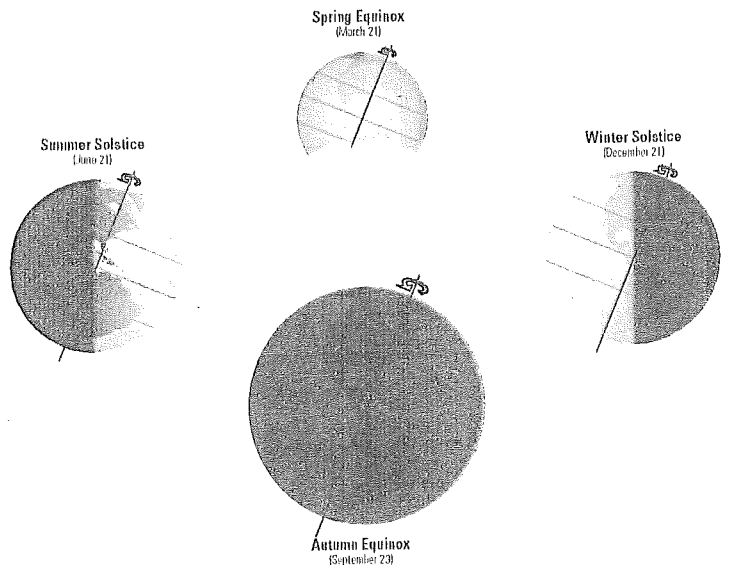 Spring Equinox
(March 21)
Summer Solstice
(June 21)
Winter Solstice
(December 21)
Autumn Equinox
(September 23)